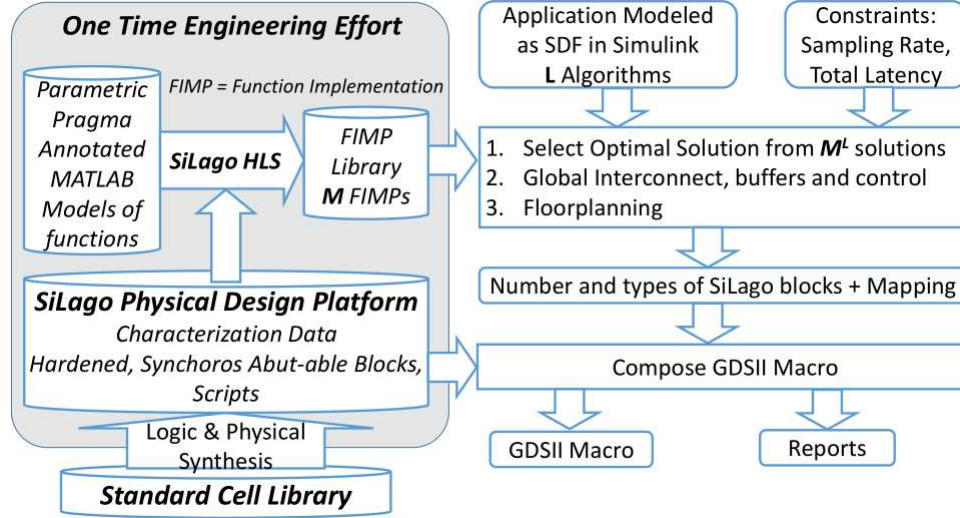 One Time Engineering Effort
Parametric
Pragma
Annotated
MATLAB
Models of
functions
FIMP = Function Implementation
SiLago HLS
FIMP
Library
M FIMPs
SiLago Physical Design Platform
Characterization Data
Hardened, Synchoros Abut-able Blocks,
Scripts
Logic & Physical
Synthesis
Standard Cell Library
Application Modeled
as SDF in Simulink
L Algorithms
Constraints:
Sampling Rate,
Total Latency
1. Select Optimal Solution from M^L solutions
2. Global Interconnect, buffers and control
3. Floorplanning
Number and types of SiLago blocks + Mapping
Compose GDSII Macro
GDSII Macro
Reports